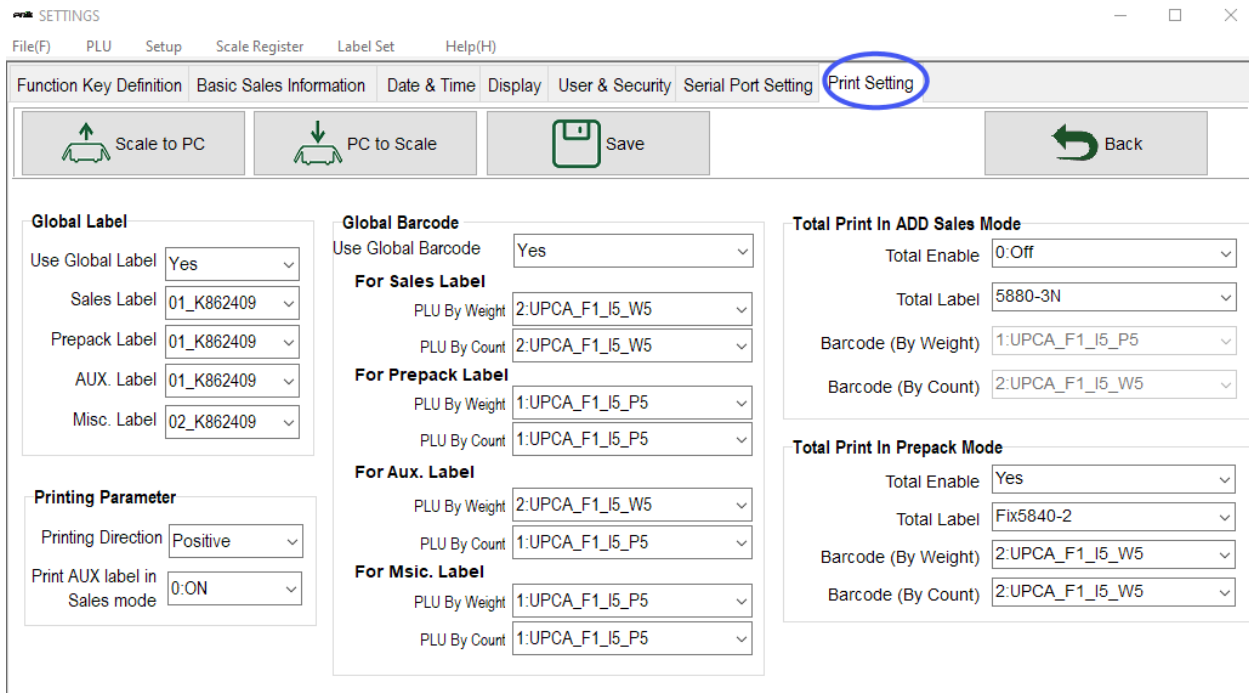 SETTINGS
File(F) PLU Setup Scale Register Label Set Help(H)
Function Key Definition Basic Sales Information Date & Time Display User & Security Serial Port Setting Print Setting
Scale to PC PC to Scale Save Back
Global Label
Use Global Label Yes
Sales Label 01_K862409
Prepack Label 01_K862409
AUX. Label 01_K862409
Misc. Label 02_K862409
Printing Parameter
Printing Direction Positive
Print AUX label in
Sales mode 0:ON
Global Barcode
Use Global Barcode Yes
For Sales Label
PLU By Weight 2:UPCA_F1_I5_W5
PLU By Count 2:UPCA_F1_I5_W5
For Prepack Label
PLU By Weight 1:UPCA_F1_I5_P5
PLU By Count 1:UPCA_F1_I5_P5
For Aux. Label
PLU By Weight 2:UPCA_F1_I5_W5
PLU By Count 1:UPCA_F1_I5_P5
For Msic. Label
PLU By Weight 1:UPCA_F1_I5_P5
PLU By Count 1:UPCA_F1_I5_P5
Total Print In ADD Sales Mode
Total Enable 0:Off
Total Label 5880-3N
Barcode (By Weight) 1:UPCA_F1_I5_P5
Barcode (By Count) 2:UPCA_F1_I5_W5
Total Print In Prepack Mode
Total Enable Yes
Total Label Fix5840-2
Barcode (By Weight) 2:UPCA_F1_I5_W5
Barcode (By Count) 2:UPCA_F1_I5_W5